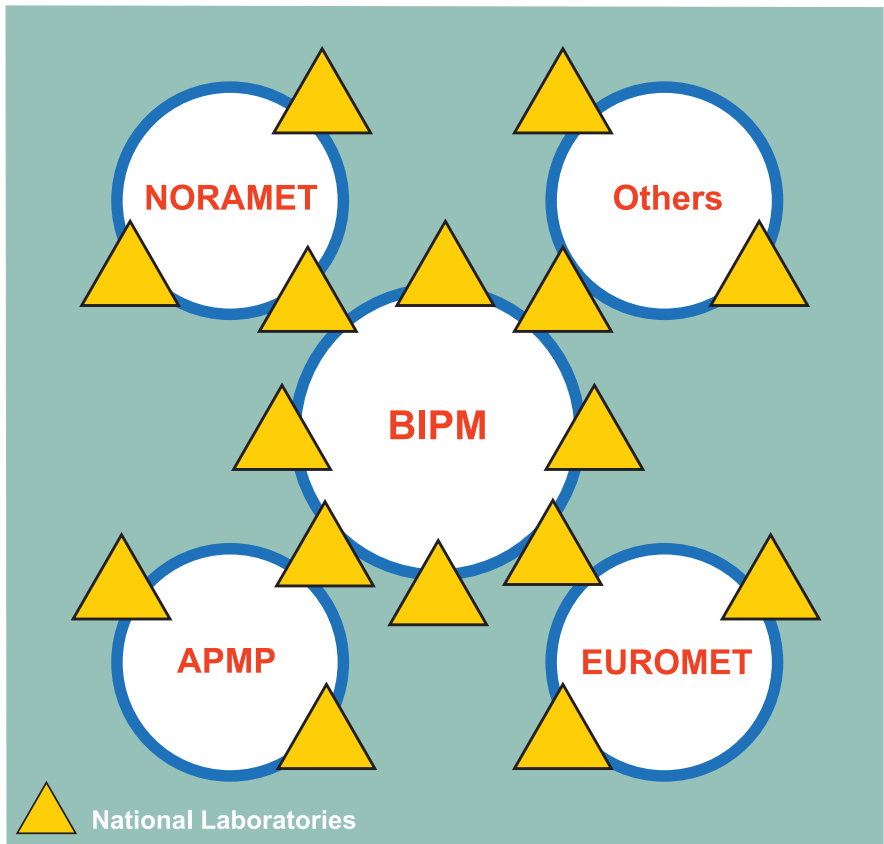 NORAMET
Others
BIPM
APMP
EUROMET
National Laboratories